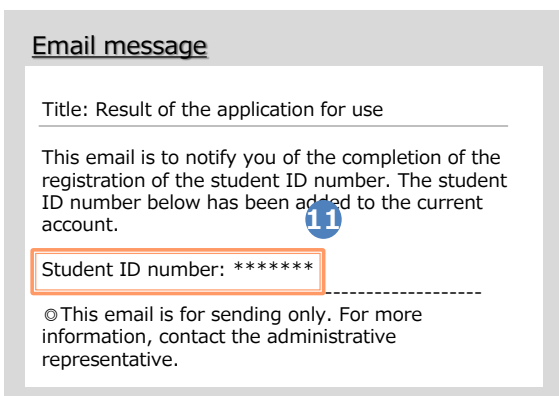 Email message
Title: Result of the application for use
This email is to notify you of the completion of the
registration of the student ID number. The student
ID number below has been added to the current
account.
11
Student ID number: *******
--------------------
◎This email is for sending only. For more
information, contact the administrative
representative.